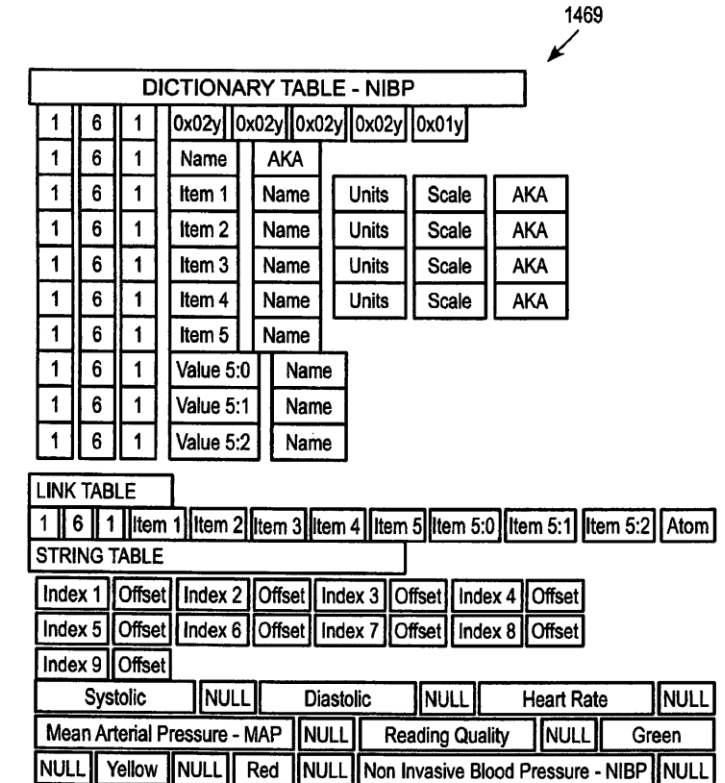 1469
DICTIONARY TABLE - NIBP
1 6 1 0x02y 0x02y 0x02y 0x02y 0x01y
1 6 1 Name AKA
1 6 1 Item 1 Name Units Scale AKA
1 6 1 Item 2 Name Units Scale AKA
1 6 1 Item 3 Name Units Scale AKA
1 6 1 Item 4 Name Units Scale AKA
1 6 1 Item 5 Name
1 6 1 Value 5:0 Name
1 6 1 Value 5:1 Name
1 6 1 Value 5:2 Name
LINK TABLE
1 6 1 Item 1 Item 2 Item 3 Item 4 Item 5 Item 5:0 Item 5:1 Item 5:2 Atom
STRING TABLE
Index 1 Offset Index 2 Offset Index 3 Offset Index 4 Offset
Index 5 Offset Index 6 Offset Index 7 Offset Index 8 Offset
Index 9 Offset
Systolic NULL Diastolic NULL Heart Rate NULL
Mean Arterial Pressure - MAP NULL Reading Quality NULL Green
NULL Yellow NULL Red NULL Non Invasive Blood Pressure - NIBP NULL